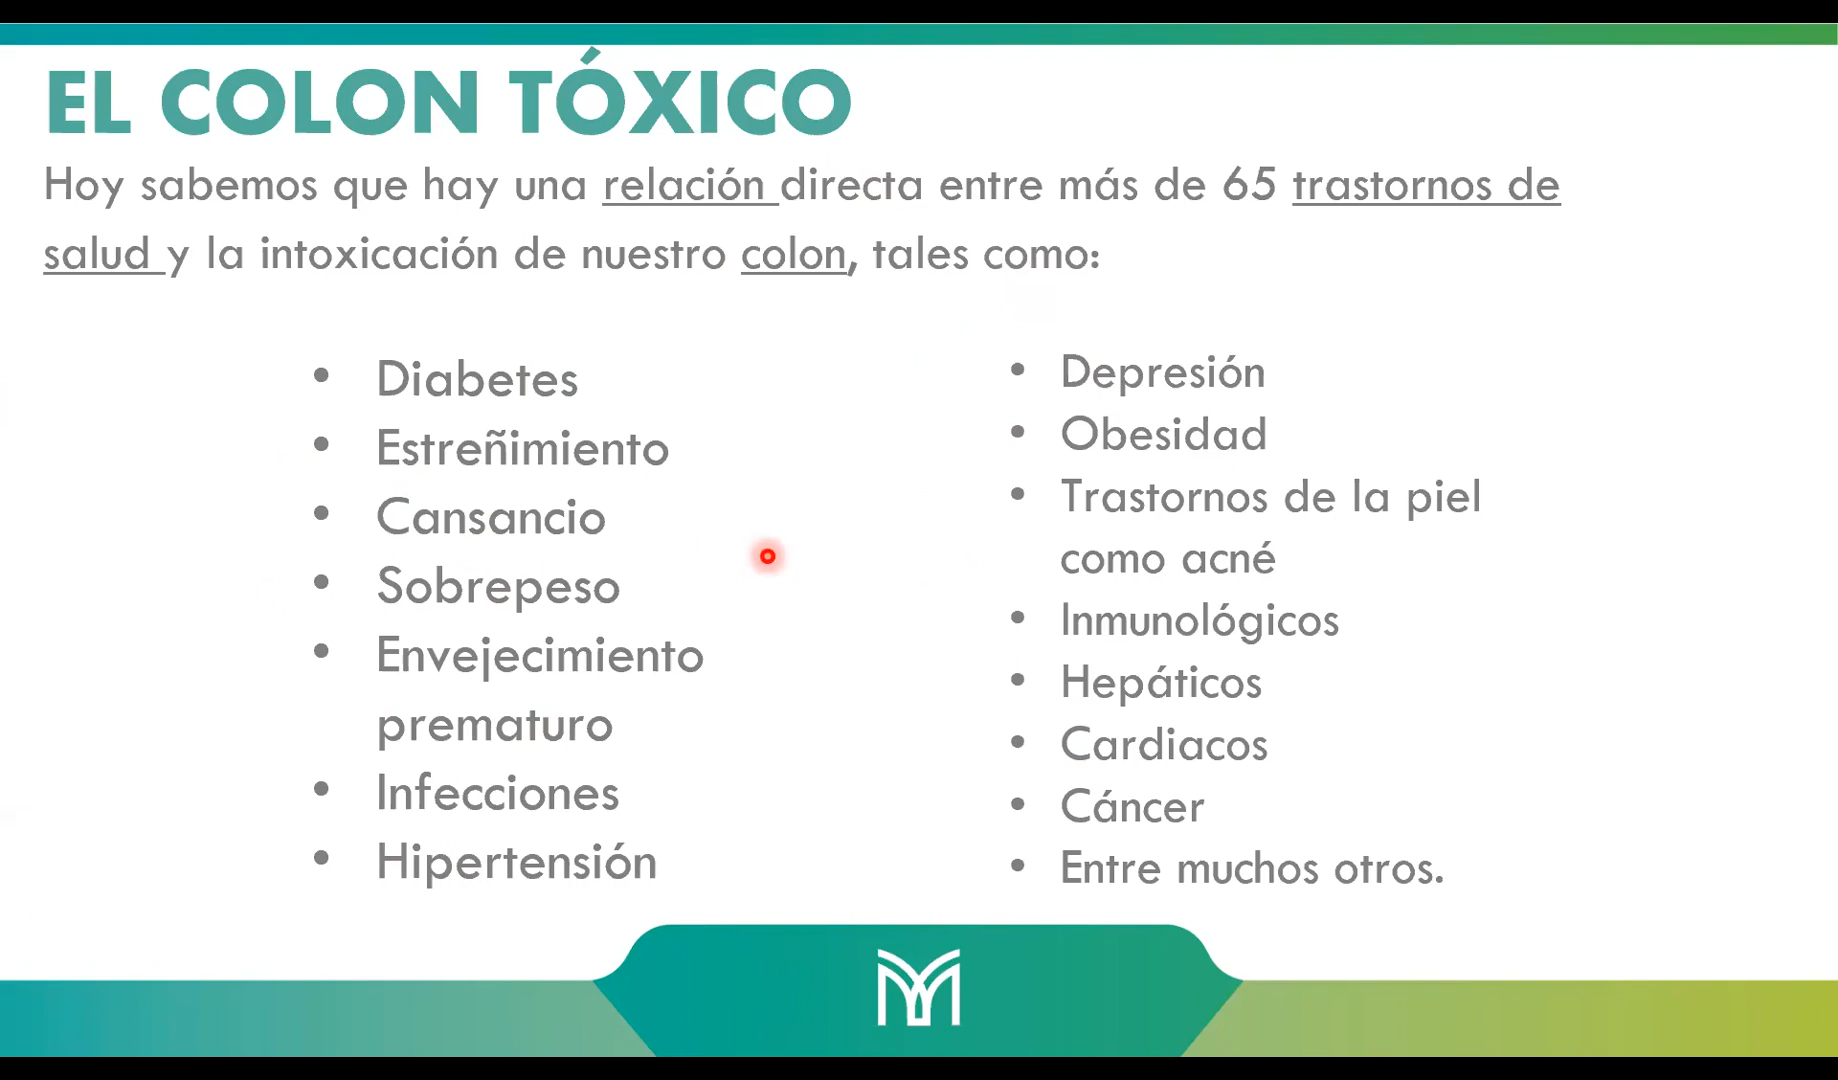 EL COLON TÓXICO
Hoy sabemos que hay una relación directa entre más de 65 trastornos de
salud y la intoxicación de nuestro colon, tales como:
• Diabetes
• Estreñimiento
• Cansancio
• Sobrepeso
• Envejecimiento
prematuro
• Infecciones
• Hipertensión
• Depresión
• Obesidad
• Trastornos de la piel
como acné
• Inmunológicos
• Hepáticos
• Cardiacos
• Cáncer
• Entre muchos otros.